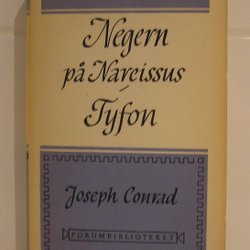 Negern
på Narcissus
Tyfon
Joseph Conrad
FORUMBIBLIOTEKET